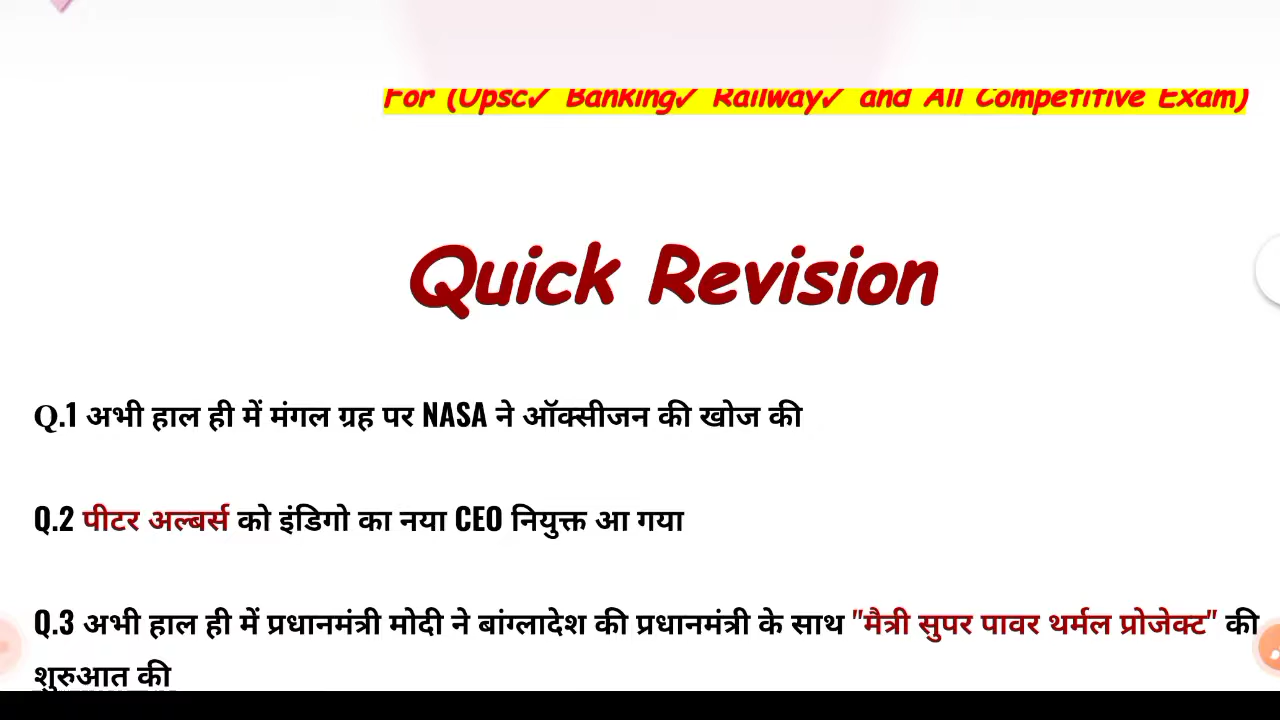 For (Upsc✓ Banking✓ Railway✓ and All Competitive Exam)
Quick Revision
Q.1 अभी हाल ही में मंगल ग्रह पर NASA ने ऑक्सीजन की खोज की
Q.2 पीटर अल्बर्स को इंडिगो का नया CEO नियुक्त आ गया
Q.3 अभी हाल ही में प्रधानमंत्री मोदी ने बांग्लादेश की प्रधानमंत्री के साथ "मैत्री सुपर पावर थर्मल प्रोजेक्ट" की
शुरुआत की